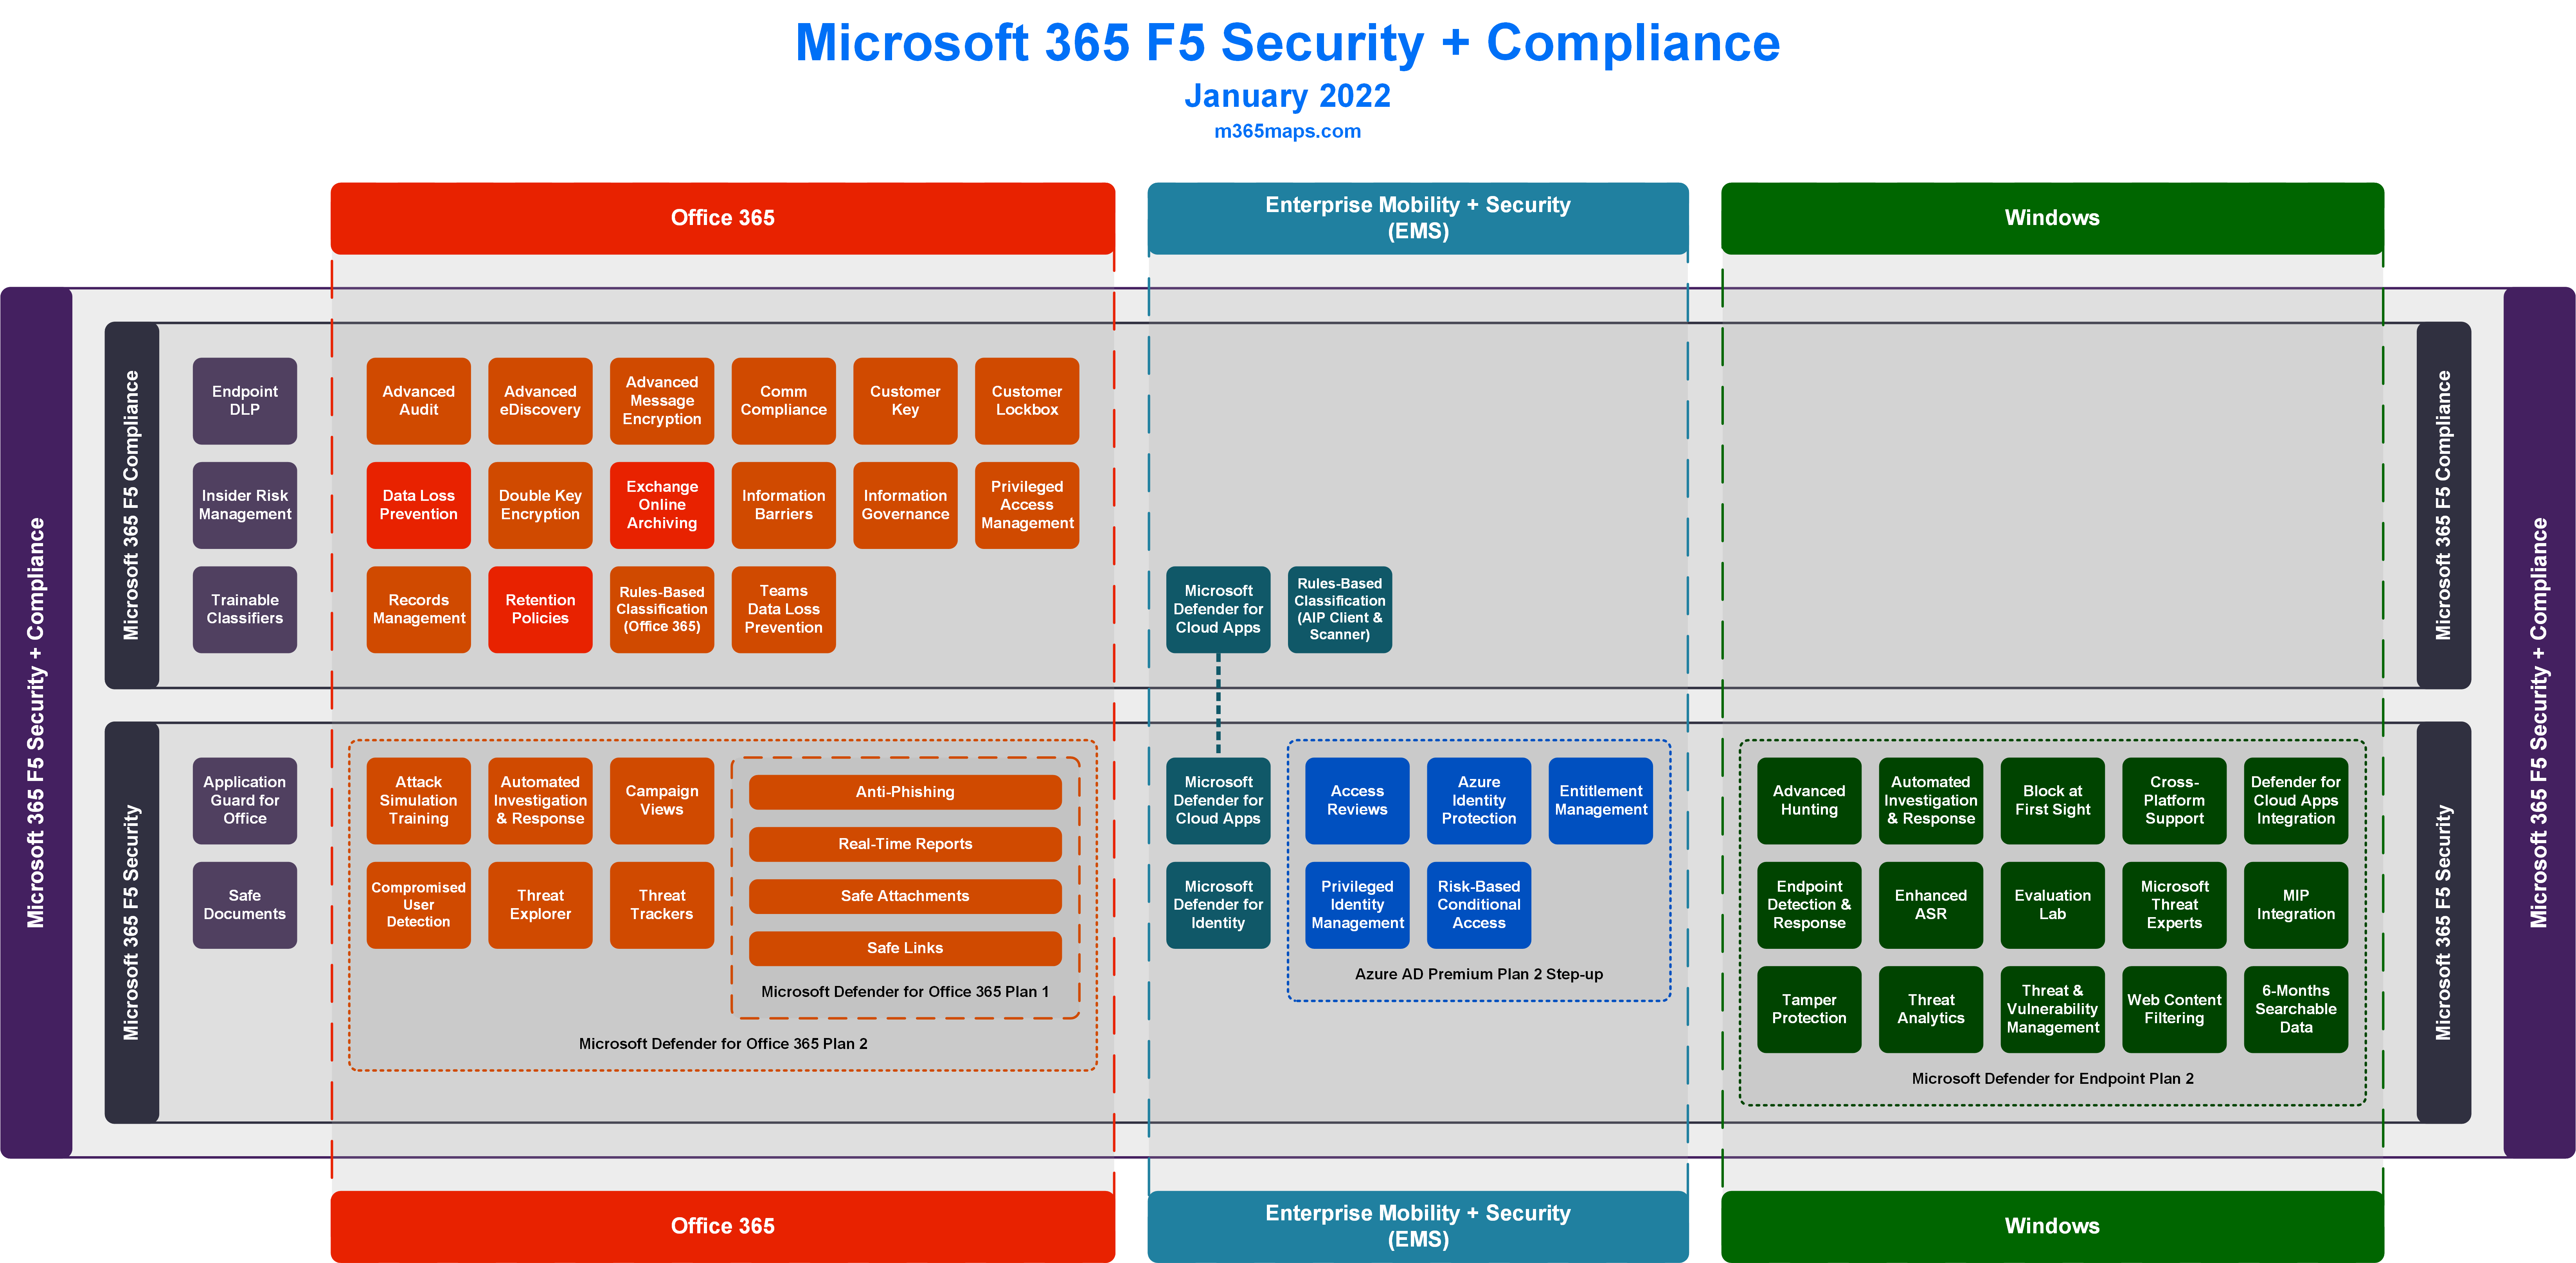 Microsoft 365 F5 Security + Compliance
January 2022
m365maps.com
Office 365
Enterprise Mobility + Security
(EMS)
Windows
Microsoft 365 F5 Security + Compliance
Microsoft 365 F5 Compliance
Endpoint
DLP
Advanced
Audit
Advanced
eDiscovery
Advanced
Message
Encryption
Comm
Compliance
Customer
Key
Customer
Lockbox
Insider Risk
Management
Data Loss
Prevention
Double Key
Encryption
Exchange
Online
Archiving
Information
Barriers
Information
Governance
Privileged
Access
Management
Trainable
Classifiers
Records
Management
Retention
Policies
Rules-Based
Classification
(Office 365)
Teams
Data Loss
Prevention
Microsoft
Defender for
Cloud Apps
Rules-Based
Classification
(AIP Client &
Scanner)
Microsoft 365 F5 Compliance
Microsoft 365 F5 Security + Compliance
Microsoft 365 F5 Security
Application
Guard for
Office
Safe
Documents
Attack
Simulation
Training
Automated
Investigation
& Response
Campaign
Views
Compromised
User
Detection
Threat
Explorer
Threat
Trackers
Anti-Phishing
Real-Time Reports
Safe Attachments
Safe Links
Microsoft Defender for Office 365 Plan 1
Microsoft Defender for Office 365 Plan 2
Microsoft
Defender for
Cloud Apps
Microsoft
Defender for
Identity
Access
Reviews
Azure
Identity
Protection
Entitlement
Management
Privileged
Identity
Management
Risk-Based
Conditional
Access
Azure AD Premium Plan 2 Step-up
Advanced
Hunting
Automated
Investigation
& Response
Block at
First Sight
Cross-
Platform
Support
Defender for
Cloud Apps
Integration
Endpoint
Detection &
Response
Enhanced
ASR
Evaluation
Lab
Microsoft
Threat
Experts
MIP
Integration
Tamper
Protection
Threat
Analytics
Threat &
Vulnerability
Management
Web Content
Filtering
6-Months
Searchable
Data
Microsoft Defender for Endpoint Plan 2
Microsoft 365 F5 Security
Office 365
Enterprise Mobility + Security
(EMS)
Windows